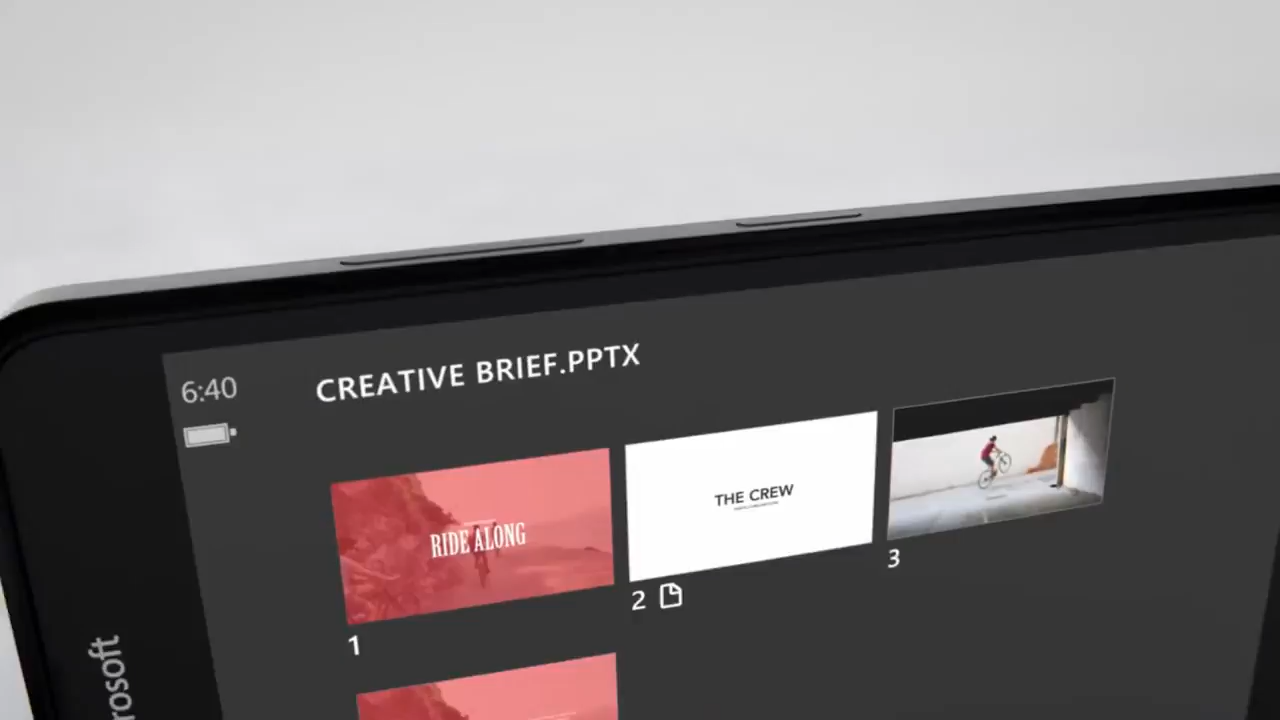 6:40
CREATIVE BRIEF.PPTX
RIDE ALONG
THE CREW
1
2
3
rosoft